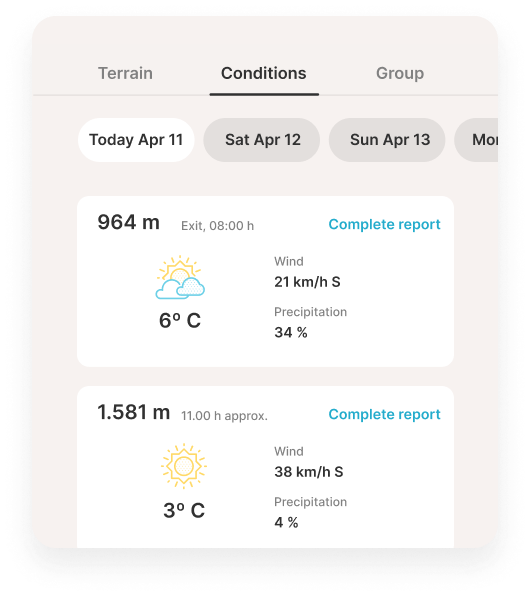 Terrain Conditions Group
Today Apr 11 Sat Apr 12 Sun Apr 13 Mon
964 m Exit, 08:00 h Complete report
Wind
21 km/h S
6º C
Precipitation
34 %
1.581 m 11.00 h approx. Complete report
Wind
38 km/h S
3º C
Precipitation
4 %